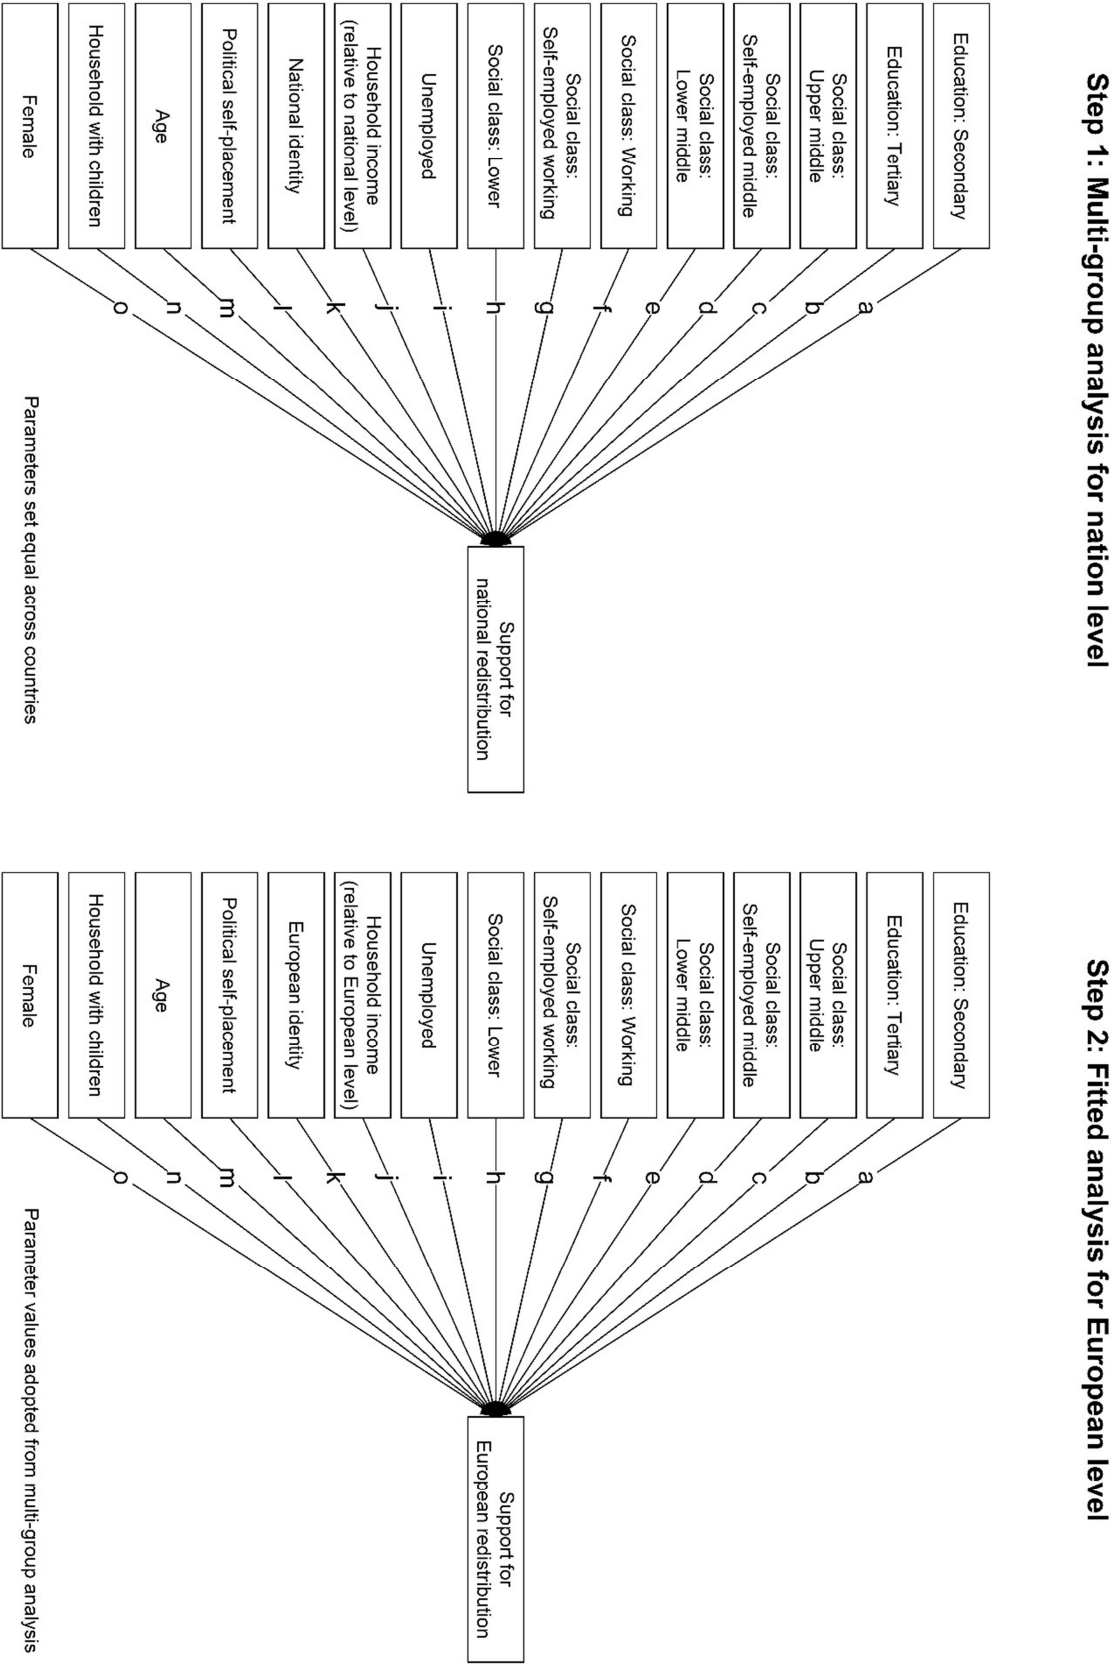 Step 1: Multi-group analysis for nation level
Education: Secondary
Education: Tertiary
Social class:
Upper middle
Social class:
Self-employed middle
Social class:
Lower middle
Social class: Working
Social class:
Self-employed working
Social class: Lower
Unemployed
Household income
(relative to national level)
National identity
Political self-placement
Age
Household with children
Female
a
b
c
d
e
f
g
h
i
j
k
l
m
n
o
Support for
national redistribution
Parameters set equal across countries
Step 2: Fitted analysis for European level
Education: Secondary
Education: Tertiary
Social class:
Upper middle
Social class:
Self-employed middle
Social class:
Lower middle
Social class: Working
Social class:
Self-employed working
Social class: Lower
Unemployed
Household income
(relative to European level)
European identity
Political self-placement
Age
Household with children
Female
a
b
c
d
e
f
g
h
i
j
k
l
m
n
o
Support for
European redistribution
Parameter values adopted from multi-group analysis